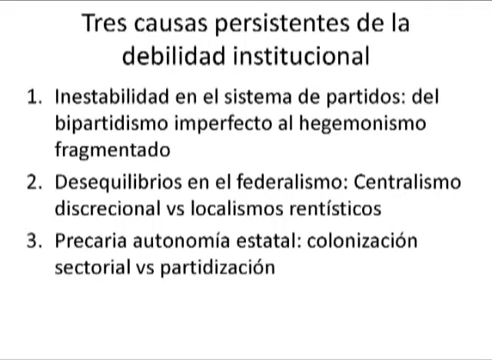 Tres causas persistentes de la
debilidad institucional
1. Inestabilidad en el sistema de partidos: del
bipartidismo imperfecto al hegemonismo
fragmentado
2. Desequilibrios en el federalismo: Centralismo
discrecional vs localismos rentísticos
3. Precaria autonomía estatal: colonización
sectorial vs partidización